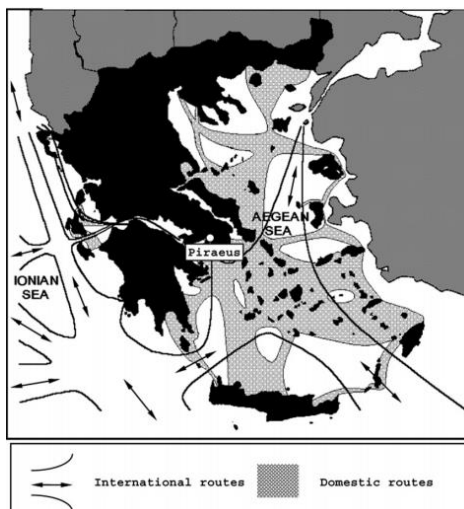 AEGEAN
SEA
Piraeus
IONIAN
SEA
International routes
Domestic routes